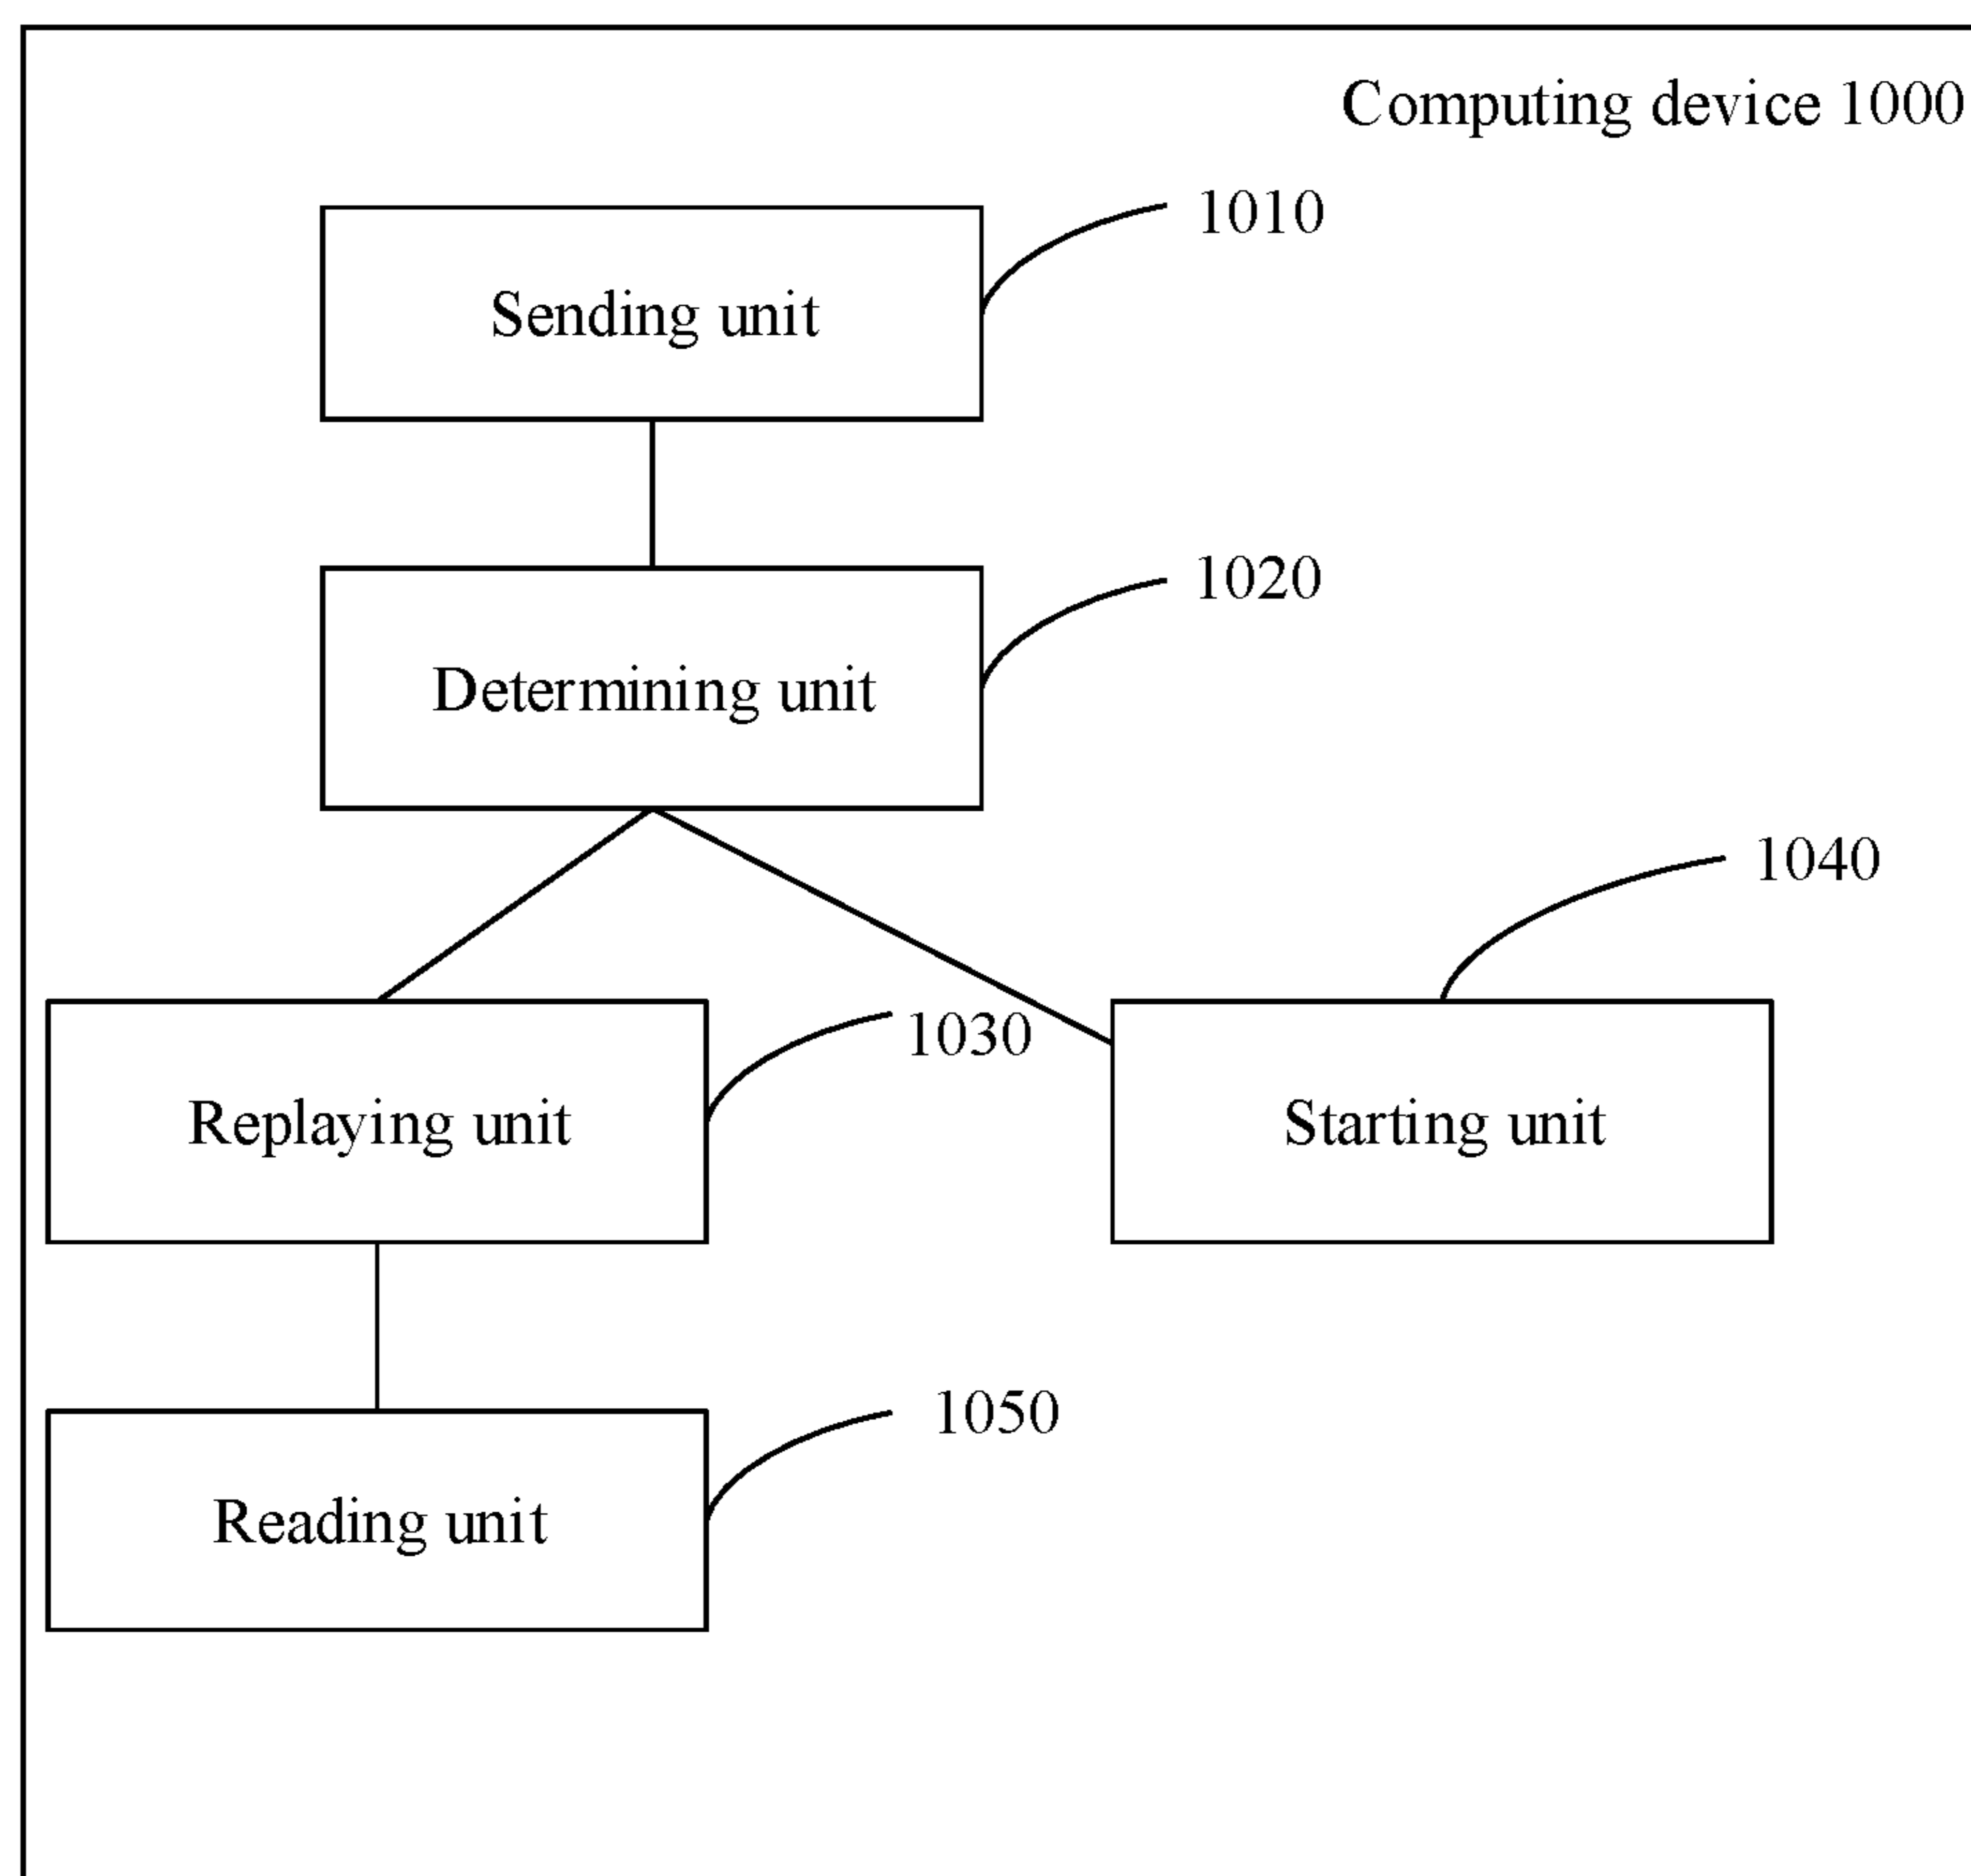 Computing device 1000
1010
Sending unit
1020
Determining unit
1040
1030
Replaying unit
Starting unit
1050
Reading unit